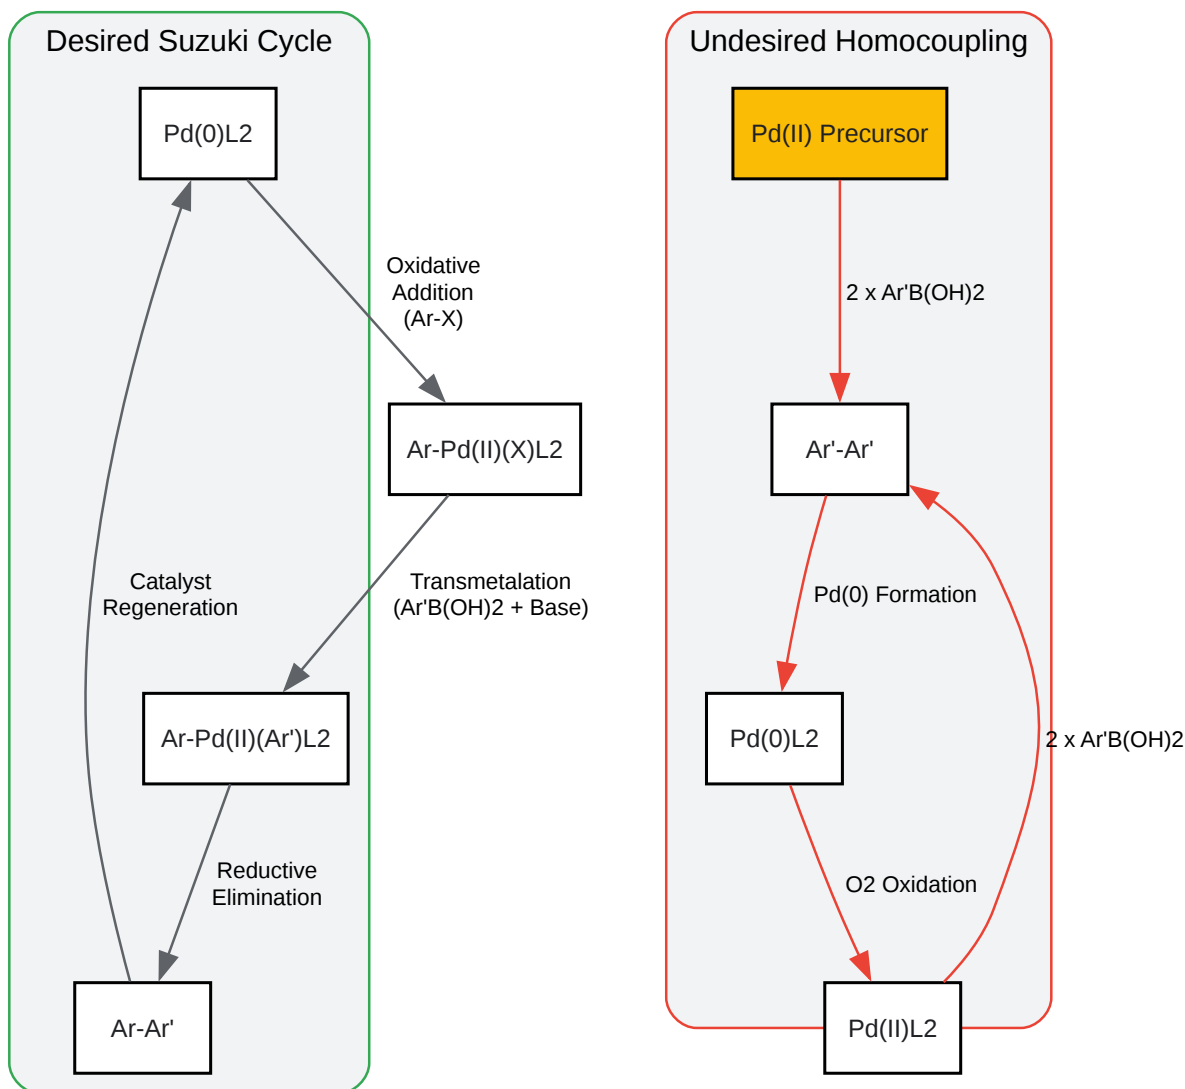 Desired Suzuki Cycle
Pd(0)L2
Oxidative
Addition
(Ar-X)
Ar-Pd(II)(X)L2
Transmetalation
(Ar'B(OH)2 + Base)
Catalyst
Regeneration
Ar-Pd(II)(Ar')L2
Reductive
Elimination
Ar-Ar'
Undesired Homocoupling
Pd(II) Precursor
2 x Ar'B(OH)2
Ar'-Ar'
Pd(0) Formation
Pd(0)L2
2 x Ar'B(OH)2
O2 Oxidation
Pd(II)L2